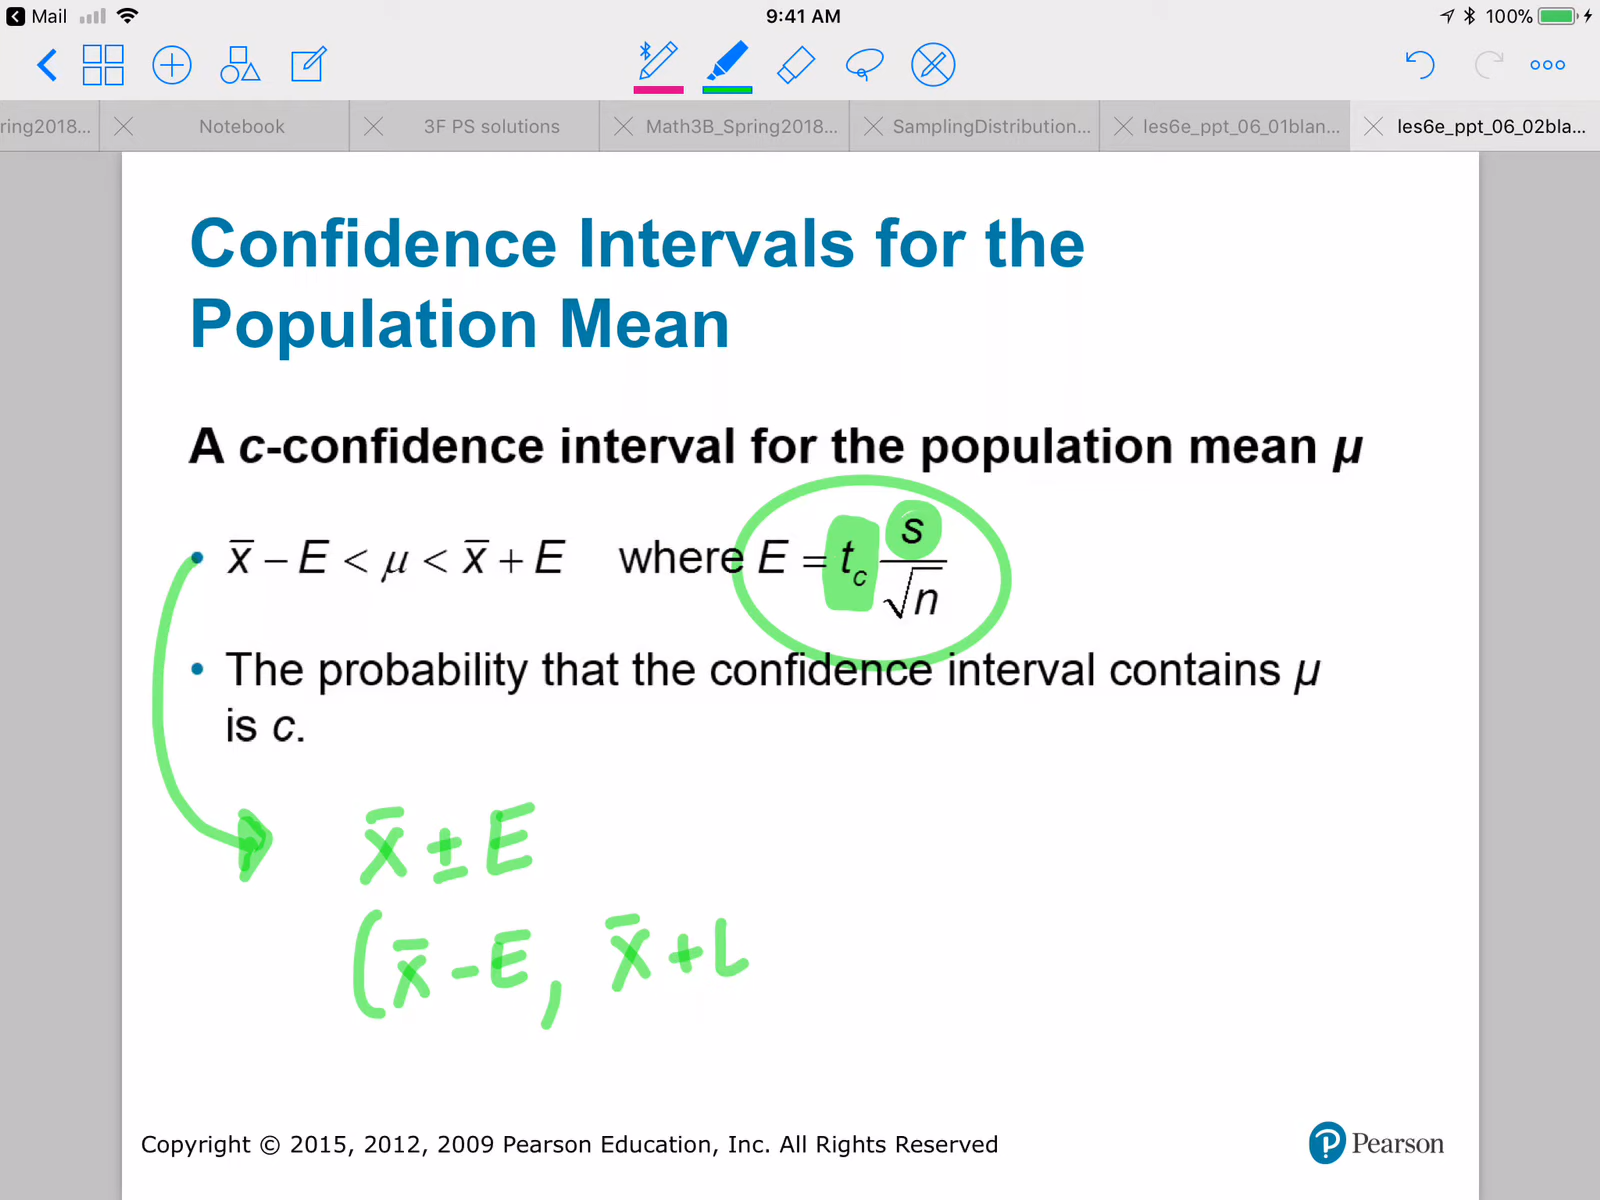 Mail 9:41 AM 100%
ring2018... Notebook 3F PS solutions Math3B_Spring2018... SamplingDistribution... les6e_ppt_06_01blan... les6e_ppt_06_02bla...
Confidence Intervals for the
Population Mean
A c-confidence interval for the population mean μ
• x̄ − E < μ < x̄ + E where E = t_c s/√n
• The probability that the confidence interval contains μ
is c.
x̄ ± E
(x̄ − E, x̄ + L
Copyright © 2015, 2012, 2009 Pearson Education, Inc. All Rights Reserved
P Pearson